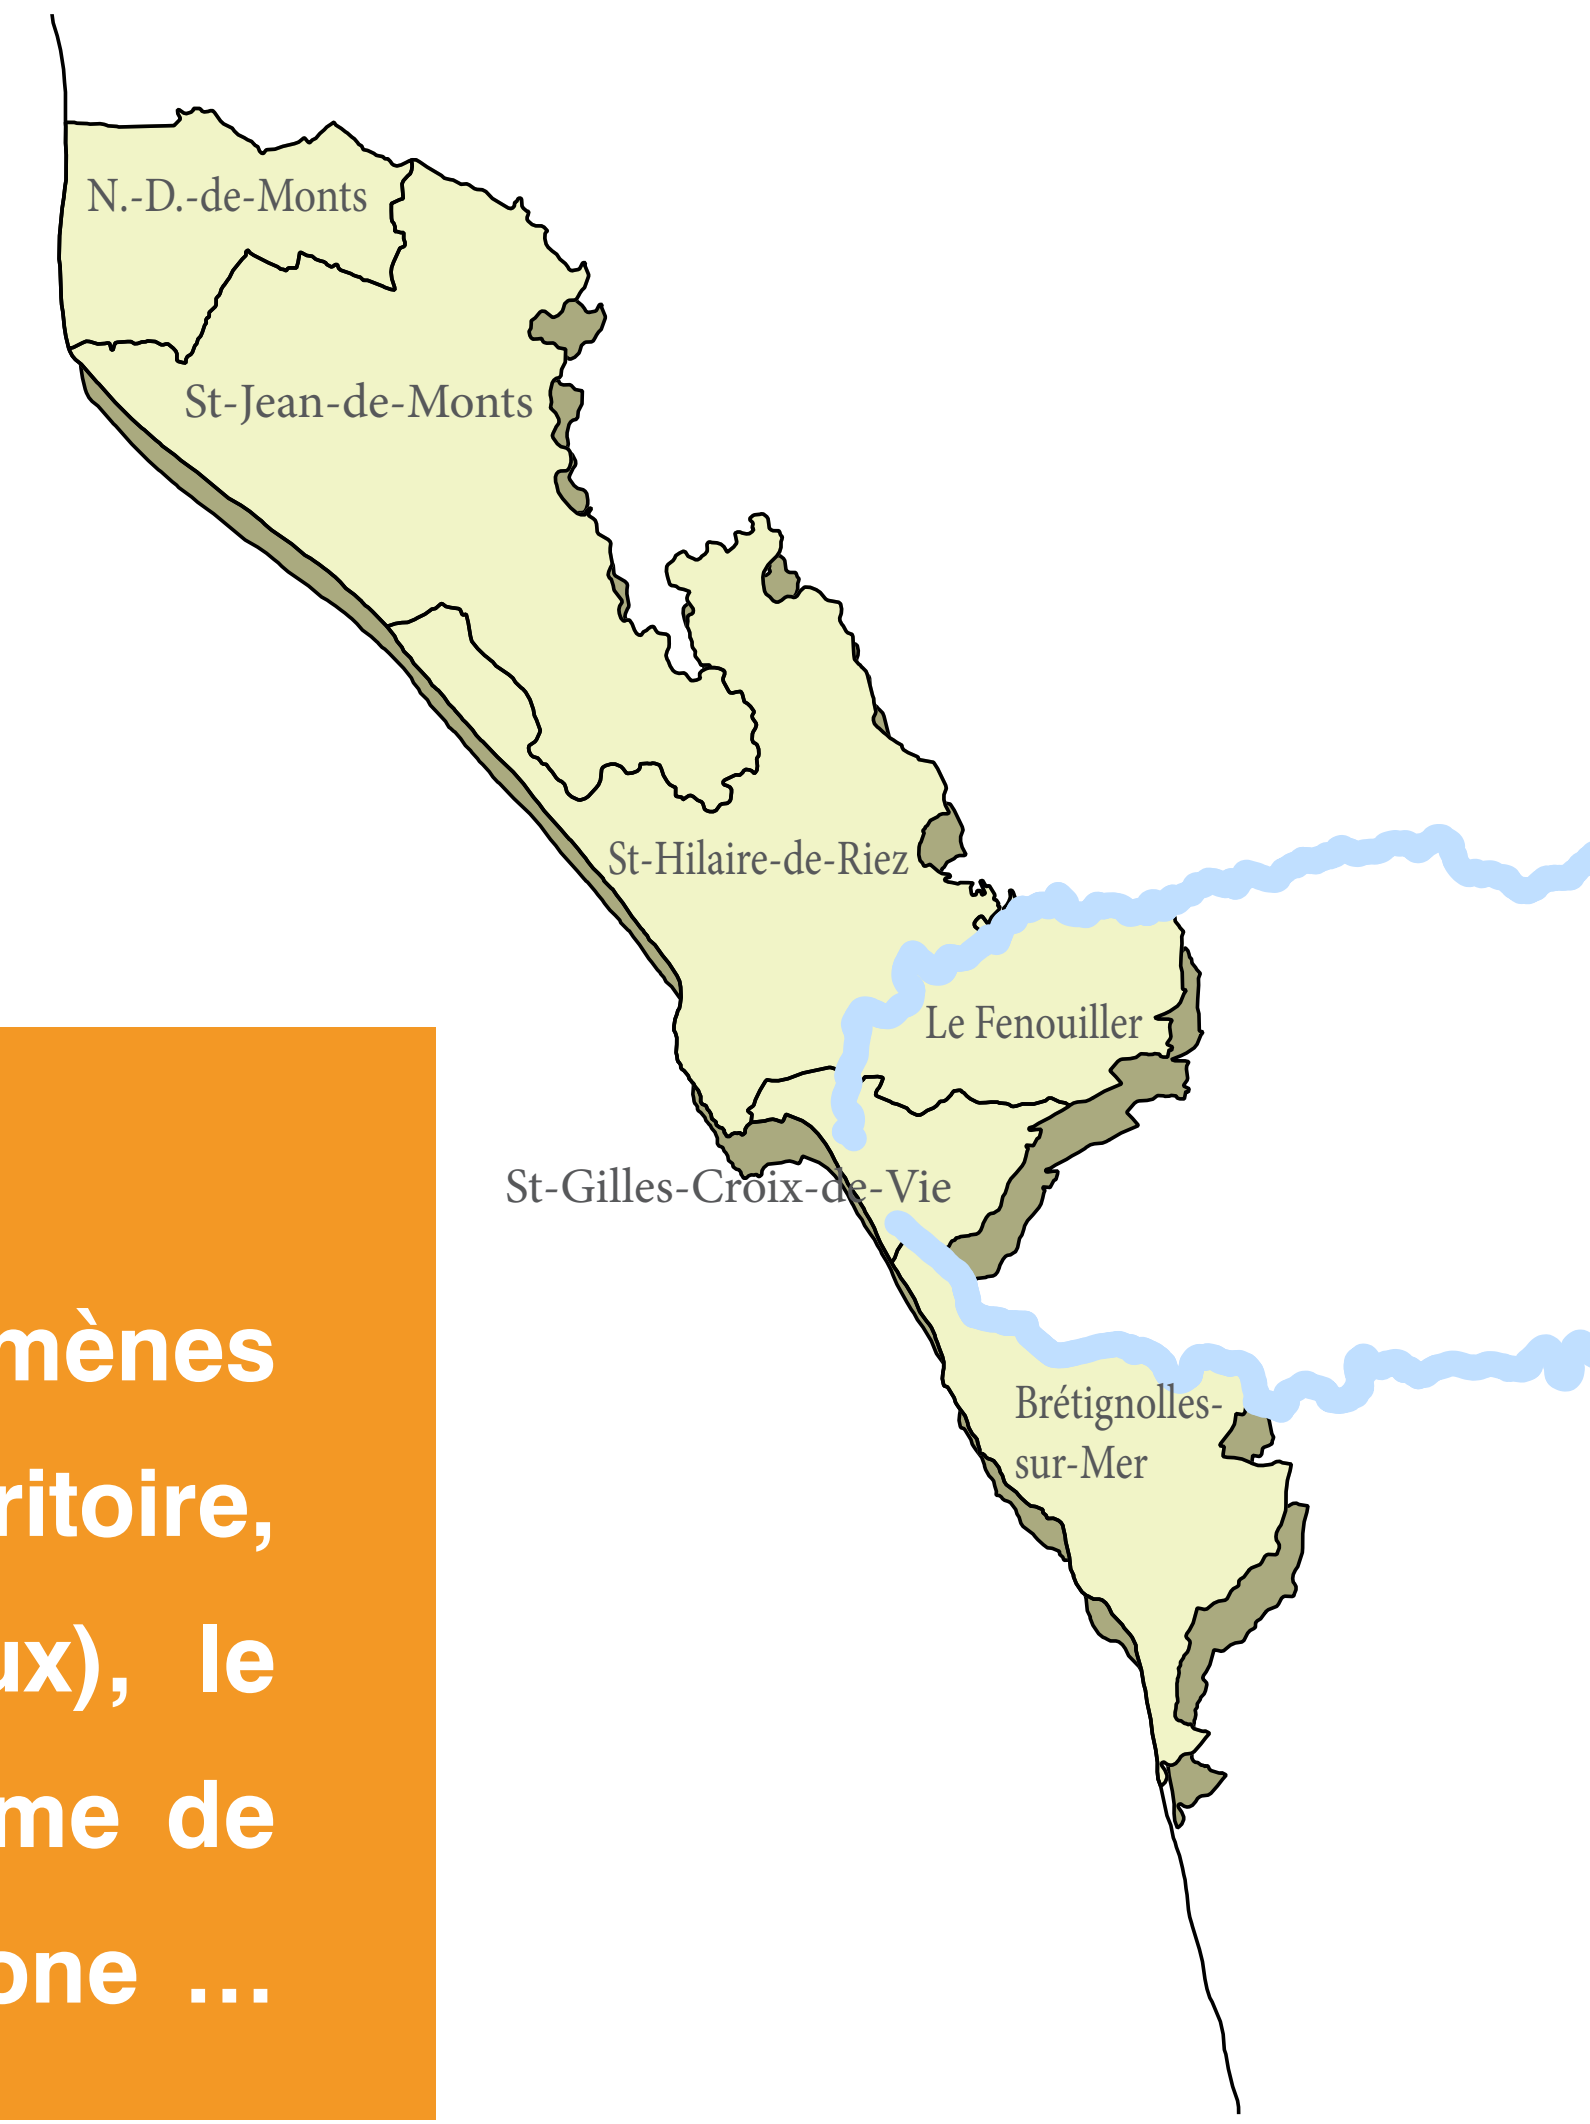 N.-D.-de-Monts
St-Jean-de-Monts
St-Hilaire-de-Riez
Le Fenouiller
St-Gilles-Croix-de-Vie
Brétignolles-
sur-Mer
mènes
ritoire,
ux), le
me de
one ...